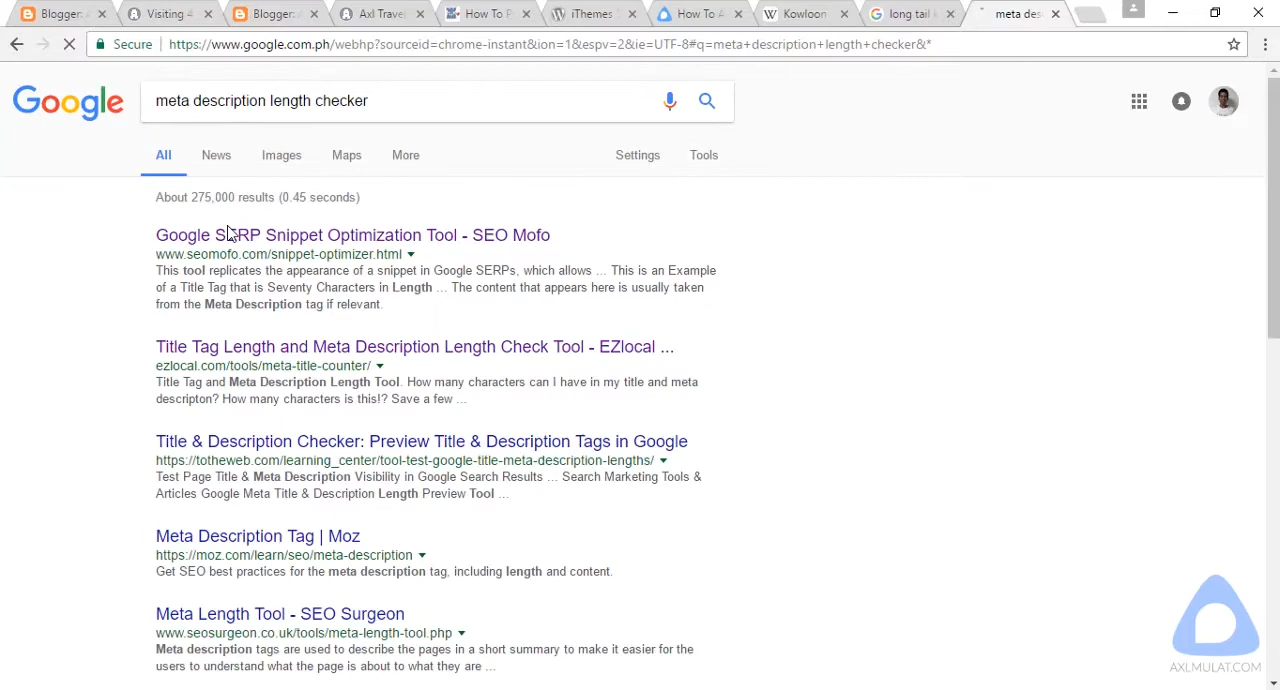 Blogger: Visiting 4 Blogger: Axl Trave How To P iThemes How To A Kowloon long tail k meta des
Secure https://www.google.com.ph/webhp?sourceid=chrome-instant&ion=1&espv=2&ie=UTF-8#q=meta+description+length+checker&*
Google meta description length checker
All News Images Maps More Settings Tools
About 275,000 results (0.45 seconds)
Google SERP Snippet Optimization Tool - SEO Mofo
www.seomofo.com/snippet-optimizer.html
This tool replicates the appearance of a snippet in Google SERPs, which allows ... This is an Example
of a Title Tag that is Seventy Characters in Length ... The content that appears here is usually taken
from the Meta Description tag if relevant.
Title Tag Length and Meta Description Length Check Tool - EZlocal ...
ezlocal.com/tools/meta-title-counter/
Title Tag and Meta Description Length Tool. How many characters can I have in my title and meta
descripton? How many characters is this!? Save a few ...
Title & Description Checker: Preview Title & Description Tags in Google
https://totheweb.com/learning_center/tool-test-google-title-meta-description-lengths/
Test Page Title & Meta Description Visibility in Google Search Results ... Search Marketing Tools &
Articles Google Meta Title & Description Length Preview Tool ...
Meta Description Tag | Moz
https://moz.com/learn/seo/meta-description
Get SEO best practices for the meta description tag, including length and content.
Meta Length Tool - SEO Surgeon
www.seosurgeon.co.uk/tools/meta-length-tool.php
Meta description tags are used to describe the pages in a short summary to make it easier for the
users to understand what the page is about to what they are ...
AXLMULAT.COM